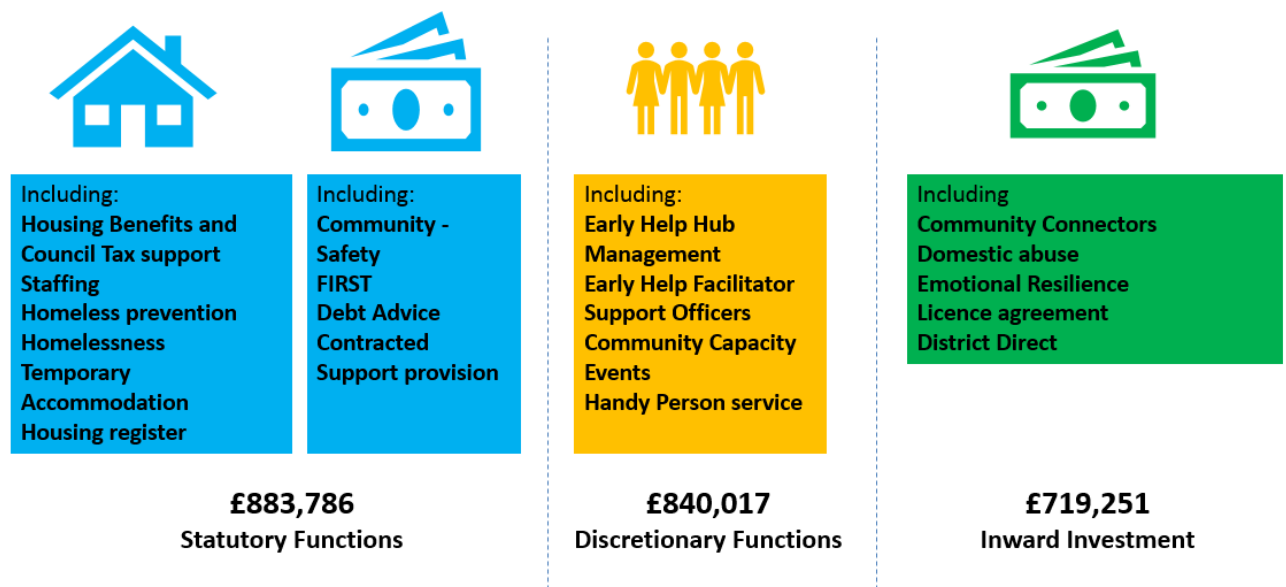 Including:
Housing Benefits and
Council Tax support
Staffing
Homeless prevention
Homelessness
Temporary
Accommodation
Housing register
Including:
Community -
Safety
FIRST
Debt Advice
Contracted
Support provision
£883,786
Statutory Functions
Including:
Early Help Hub
Management
Early Help Facilitator
Support Officers
Community Capacity
Events
Handy Person service
£840,017
Discretionary Functions
Including
Community Connectors
Domestic abuse
Emotional Resilience
Licence agreement
District Direct
£719,251
Inward Investment